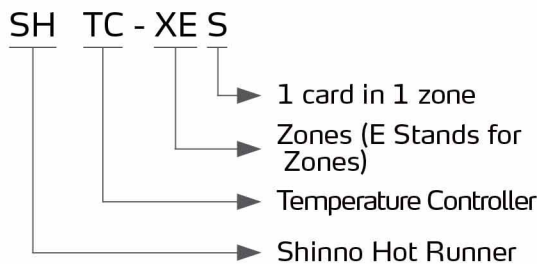 SH TC - XE S
1 card in 1 zone
Zones (E Stands for
Zones)
Temperature Controller
Shinno Hot Runner